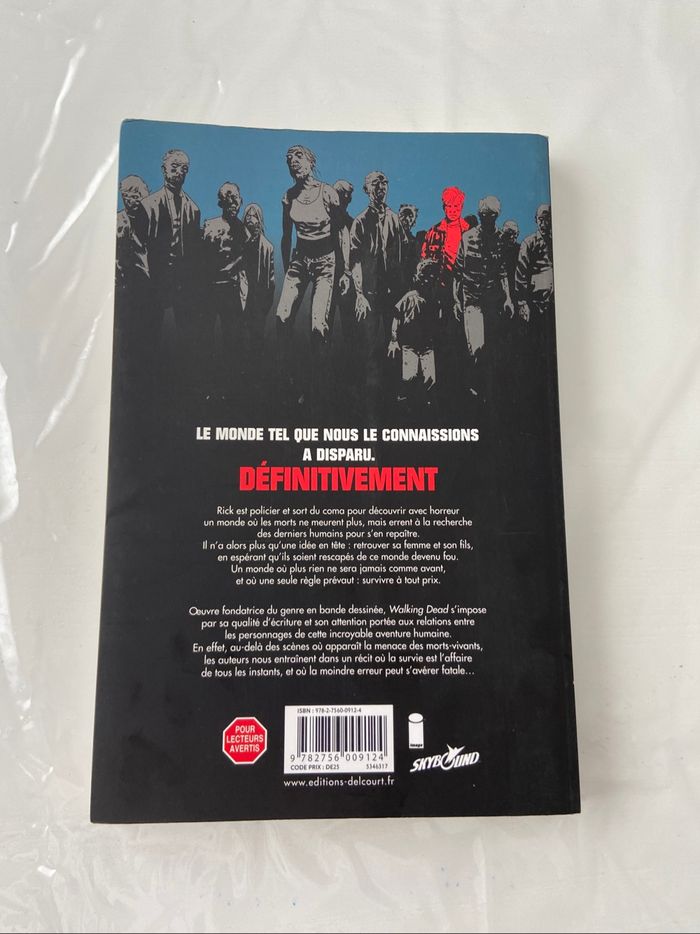 LE MONDE TEL QUE NOUS LE CONNAISSIONS
A DISPARU.
DÉFINITIVEMENT
Rick est policier et sort du coma pour découvrir avec horreur
un monde où les morts ne meurent plus, mais errent à la recherche
des derniers humains pour s'en repaître.
Il n'a alors plus qu'une idée en tête : retrouver sa femme et son fils,
en espérant qu'ils soient rescapés de ce monde devenu fou.
Un monde où plus rien ne sera jamais comme avant,
et où une seule règle prévaut : survivre à tout prix.
Œuvre fondatrice du genre en bande dessinée, Walking Dead s'impose
par sa qualité d'écriture et son attention portée aux relations entre
les personnages de cette incroyable aventure humaine.
En effet, au-delà des scènes où apparaît la menace des morts-vivants,
les auteurs nous entraînent dans un récit où la survie est l'affaire
de tous les instants, et où la moindre erreur peut s'avérer fatale...
POUR
LECTEURS
AVERTIS
ISBN : 978-2-7560-0912-4
9 782756 009124
CODE PRIX : DE25 5346317
www.editions-delcourt.fr
image
SKYBOUND